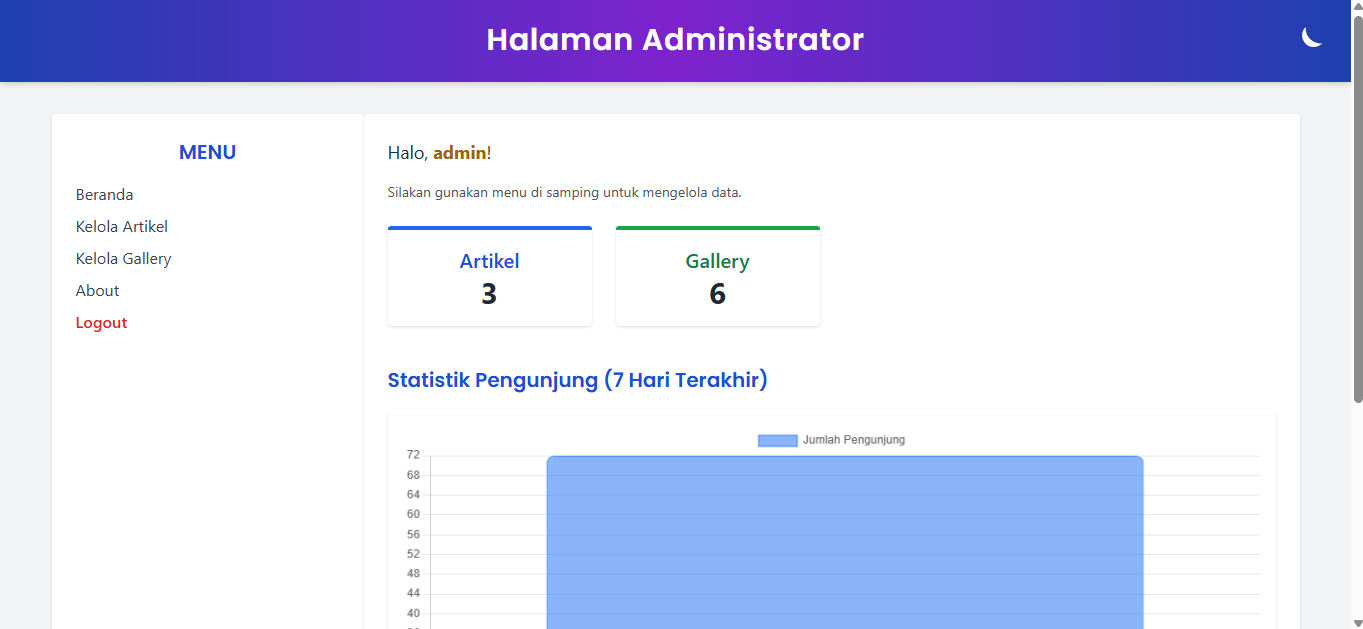 Halaman Administrator
MENU
Beranda
Kelola Artikel
Kelola Gallery
About
Logout
Halo, admin!
Silakan gunakan menu di samping untuk mengelola data.
Artikel
3
Gallery
6
Statistik Pengunjung (7 Hari Terakhir)
Jumlah Pengunjung
72
68
64
60
56
52
48
44
40